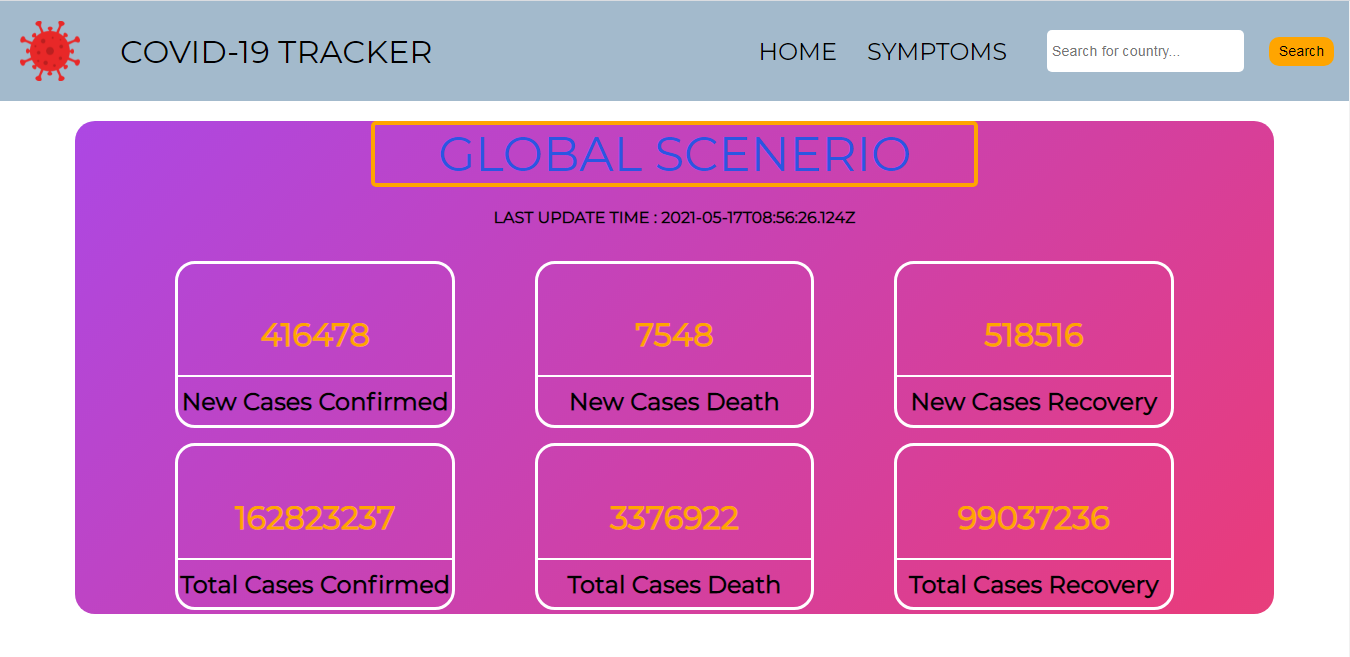 COVID-19 TRACKER
HOME SYMPTOMS Search for country... Search
GLOBAL SCENERIO
LAST UPDATE TIME : 2021-05-17T08:56:26.124Z
416478 7548 518516
New Cases Confirmed New Cases Death New Cases Recovery
162823237 3376922 99037236
Total Cases Confirmed Total Cases Death Total Cases Recovery